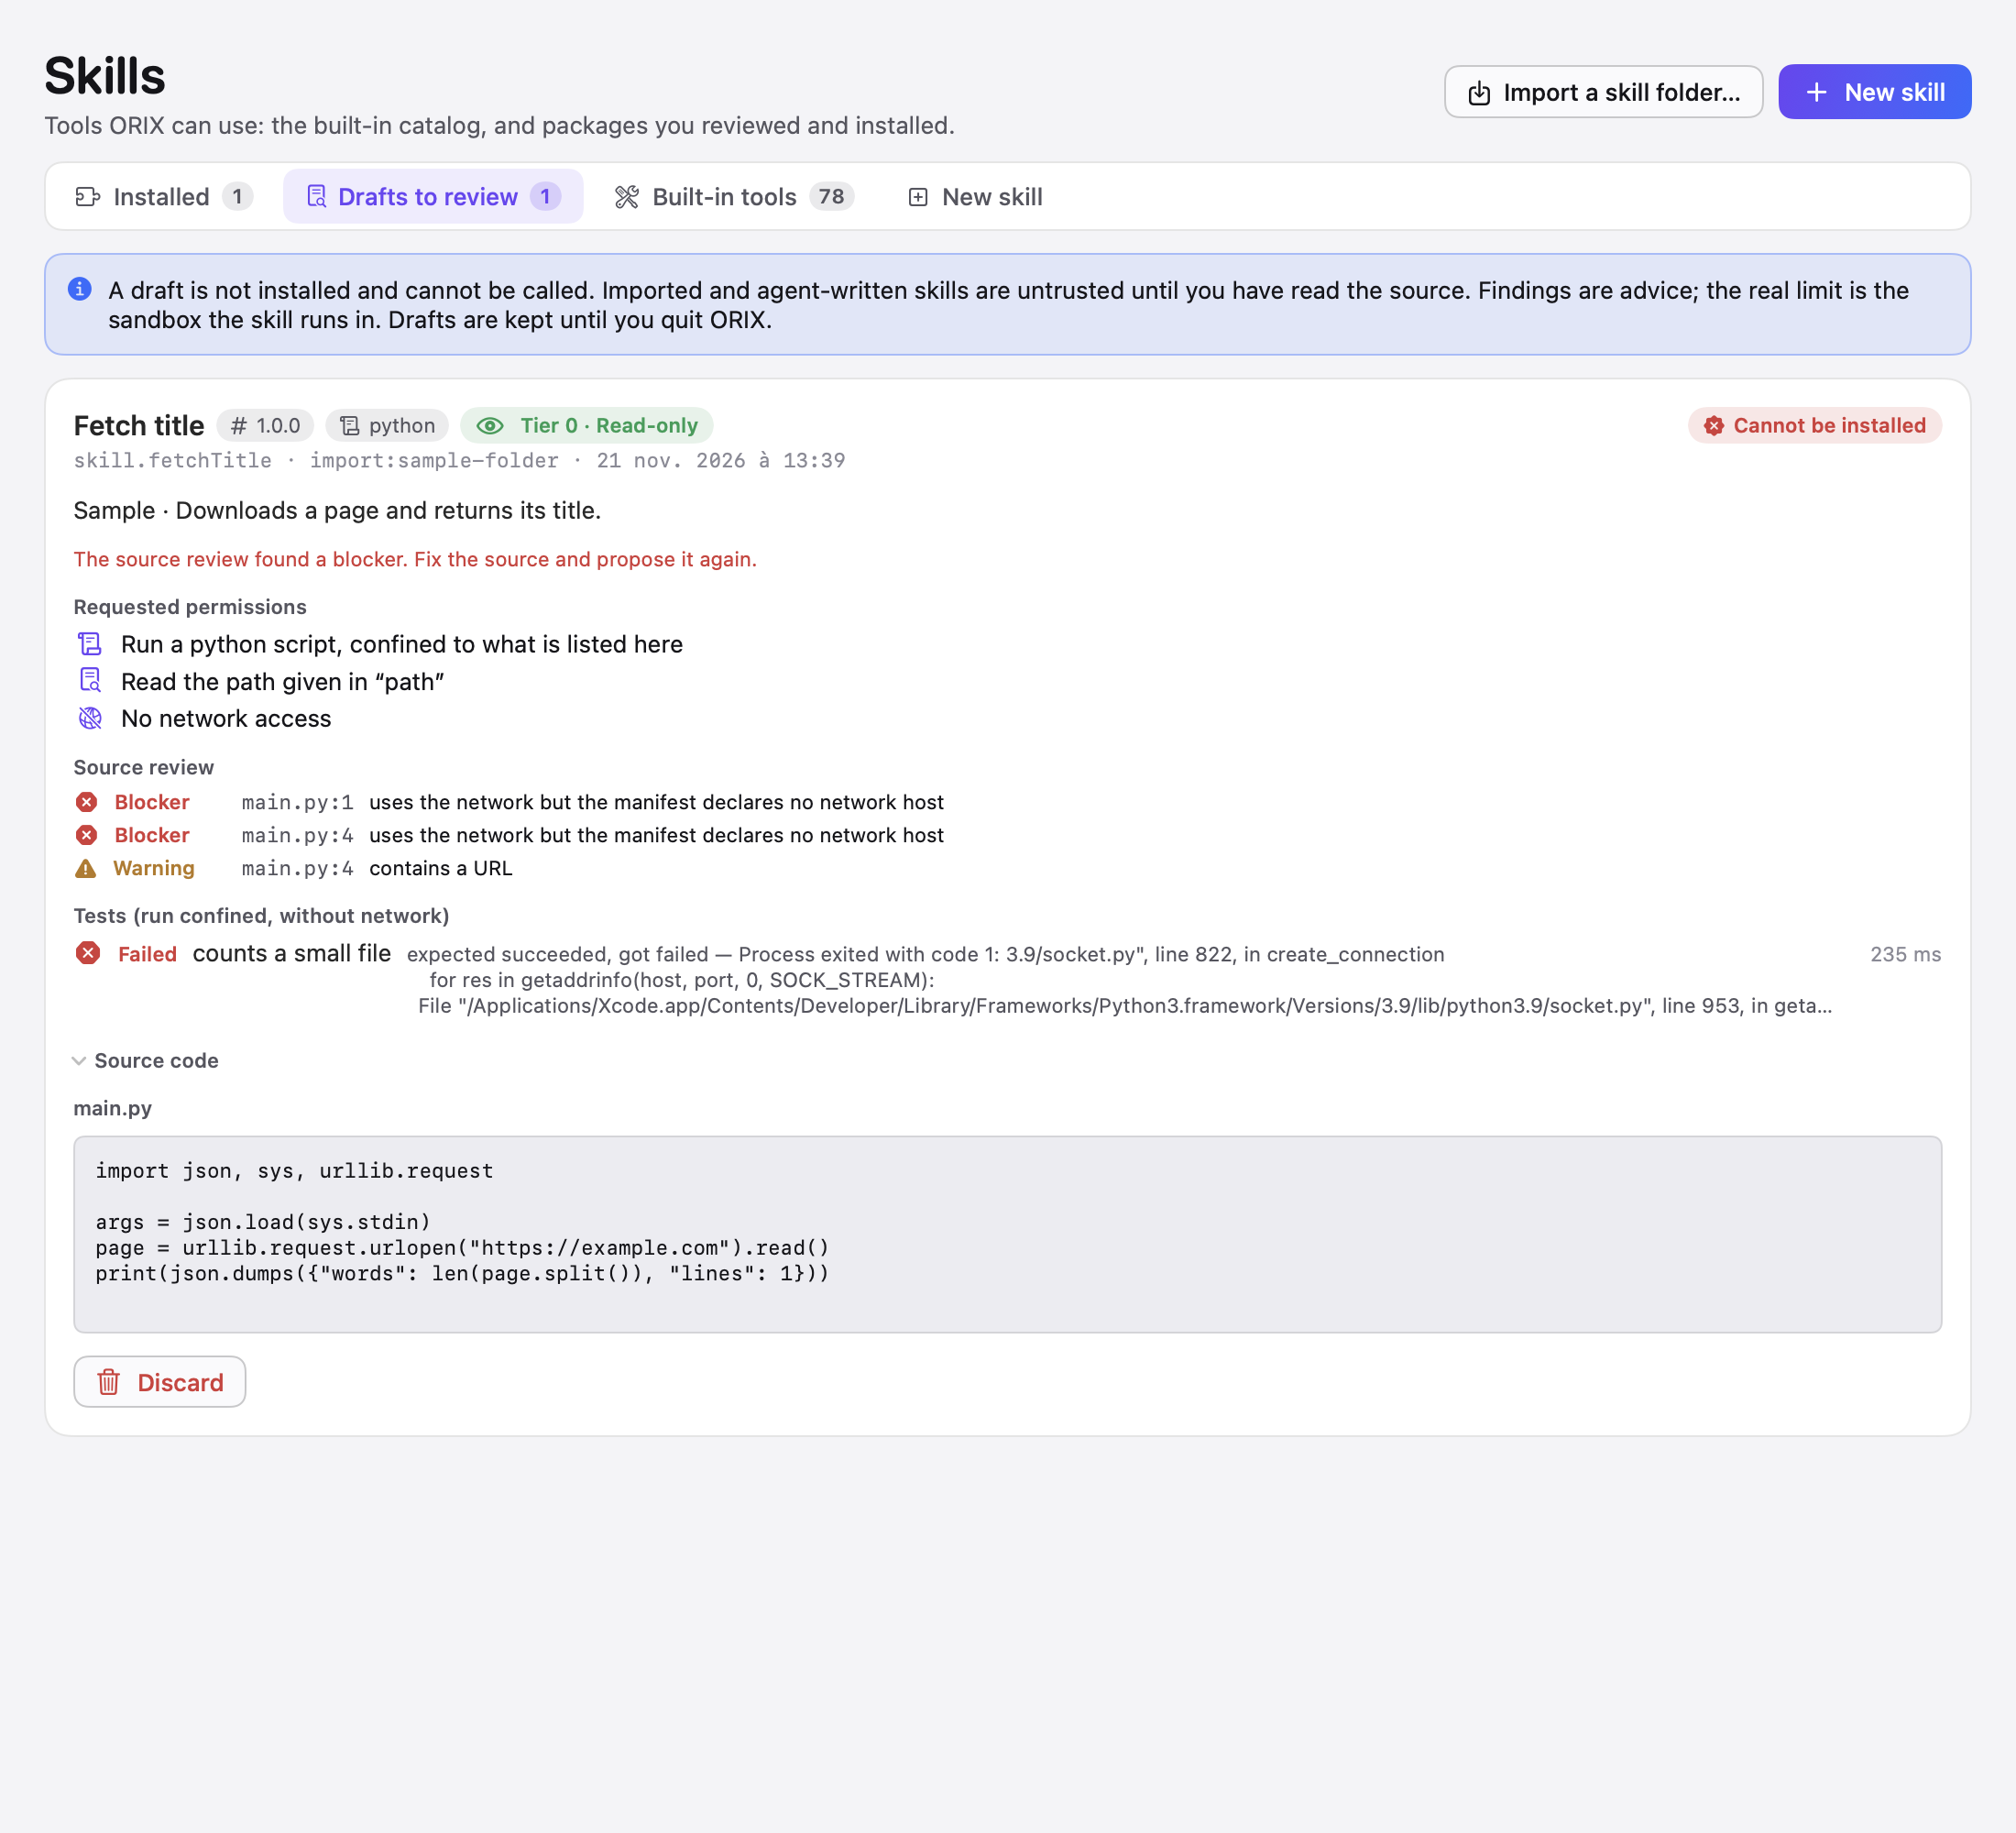 Skills
Tools ORIX can use: the built-in catalog, and packages you reviewed and installed.
Import a skill folder...
New skill
Installed 1
Drafts to review 1
Built-in tools 78
New skill
A draft is not installed and cannot be called. Imported and agent-written skills are untrusted until you have read the source. Findings are advice; the real limit is the
sandbox the skill runs in. Drafts are kept until you quit ORIX.
Fetch title # 1.0.0 python Tier 0 · Read-only Cannot be installed
skill.fetchTitle · import:sample-folder · 21 nov. 2026 à 13:39
Sample · Downloads a page and returns its title.
The source review found a blocker. Fix the source and propose it again.
Requested permissions
Run a python script, confined to what is listed here
Read the path given in “path”
No network access
Source review
Blocker main.py:1 uses the network but the manifest declares no network host
Blocker main.py:4 uses the network but the manifest declares no network host
Warning main.py:4 contains a URL
Tests (run confined, without network)
Failed counts a small file expected succeeded, got failed — Process exited with code 1: 3.9/socket.py", line 822, in create_connection 235 ms
for res in getaddrinfo(host, port, 0, SOCK_STREAM):
File "/Applications/Xcode.app/Contents/Developer/Library/Frameworks/Python3.framework/Versions/3.9/lib/python3.9/socket.py", line 953, in geta...
Source code
main.py
import json, sys, urllib.request
args = json.load(sys.stdin)
page = urllib.request.urlopen("https://example.com").read()
print(json.dumps({"words": len(page.split()), "lines": 1}))
Discard